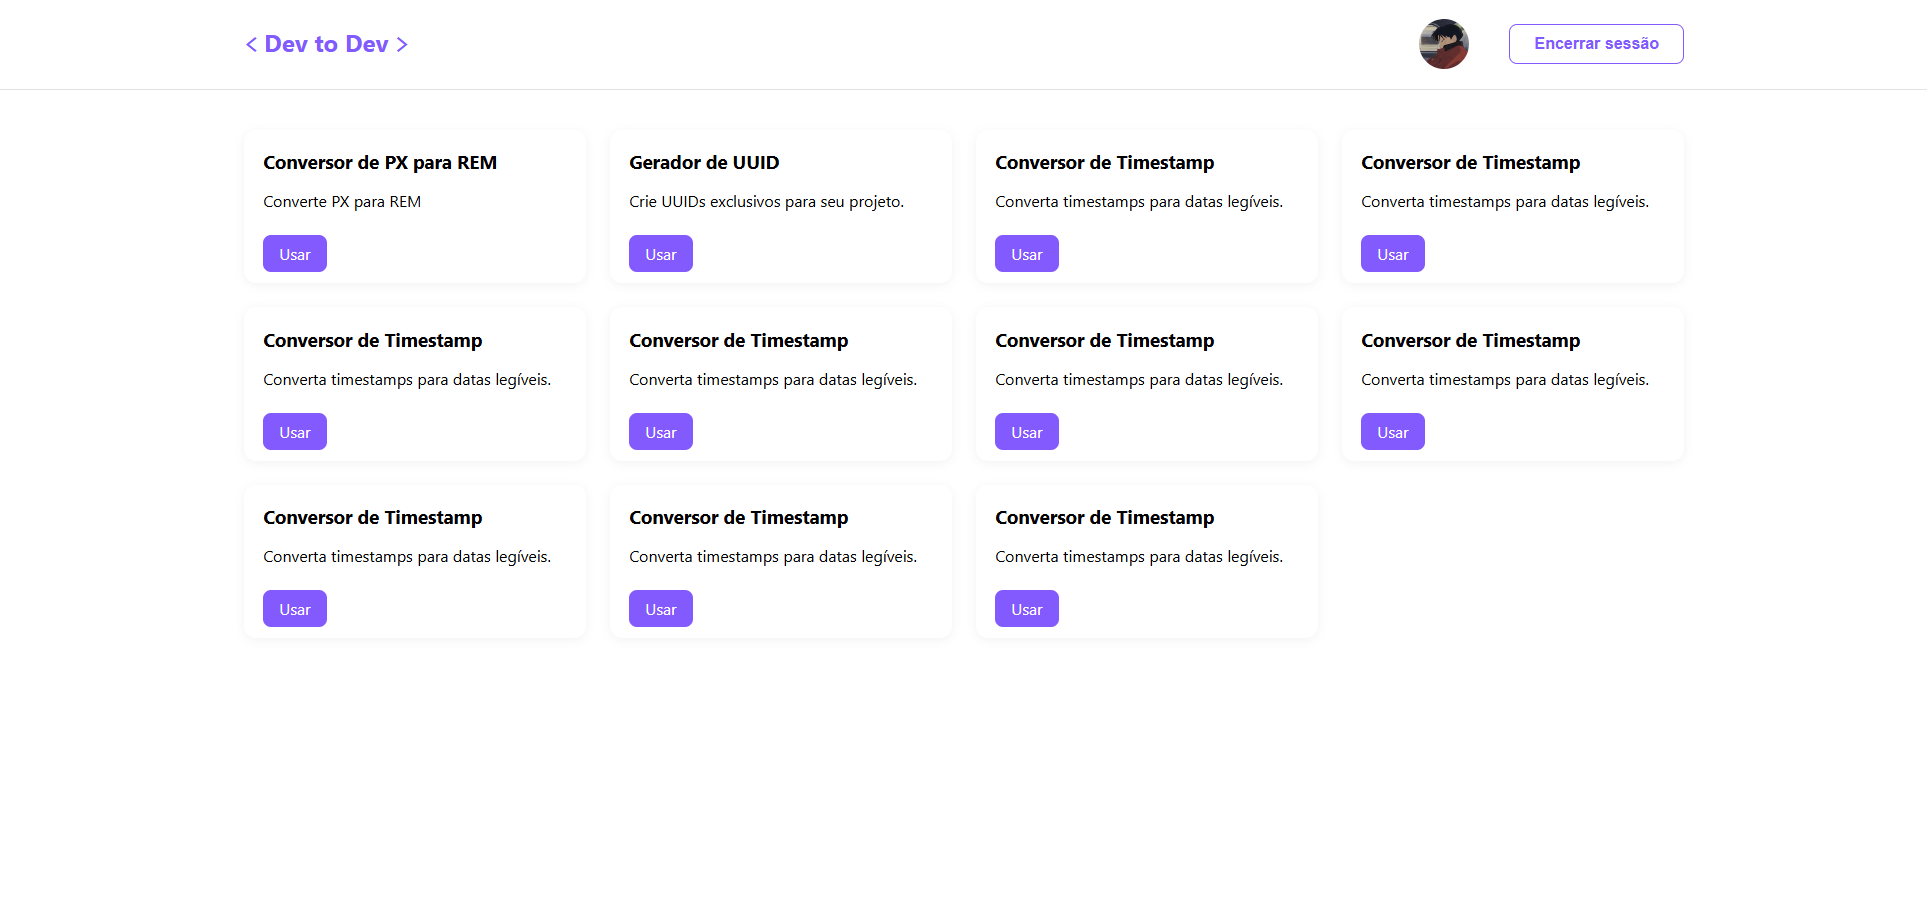 < Dev to Dev >
Encerrar sessão
Conversor de PX para REM
Converte PX para REM
Usar
Gerador de UUID
Crie UUIDs exclusivos para seu projeto.
Usar
Conversor de Timestamp
Converta timestamps para datas legíveis.
Usar
Conversor de Timestamp
Converta timestamps para datas legíveis.
Usar
Conversor de Timestamp
Converta timestamps para datas legíveis.
Usar
Conversor de Timestamp
Converta timestamps para datas legíveis.
Usar
Conversor de Timestamp
Converta timestamps para datas legíveis.
Usar
Conversor de Timestamp
Converta timestamps para datas legíveis.
Usar
Conversor de Timestamp
Converta timestamps para datas legíveis.
Usar
Conversor de Timestamp
Converta timestamps para datas legíveis.
Usar
Conversor de Timestamp
Converta timestamps para datas legíveis.
Usar